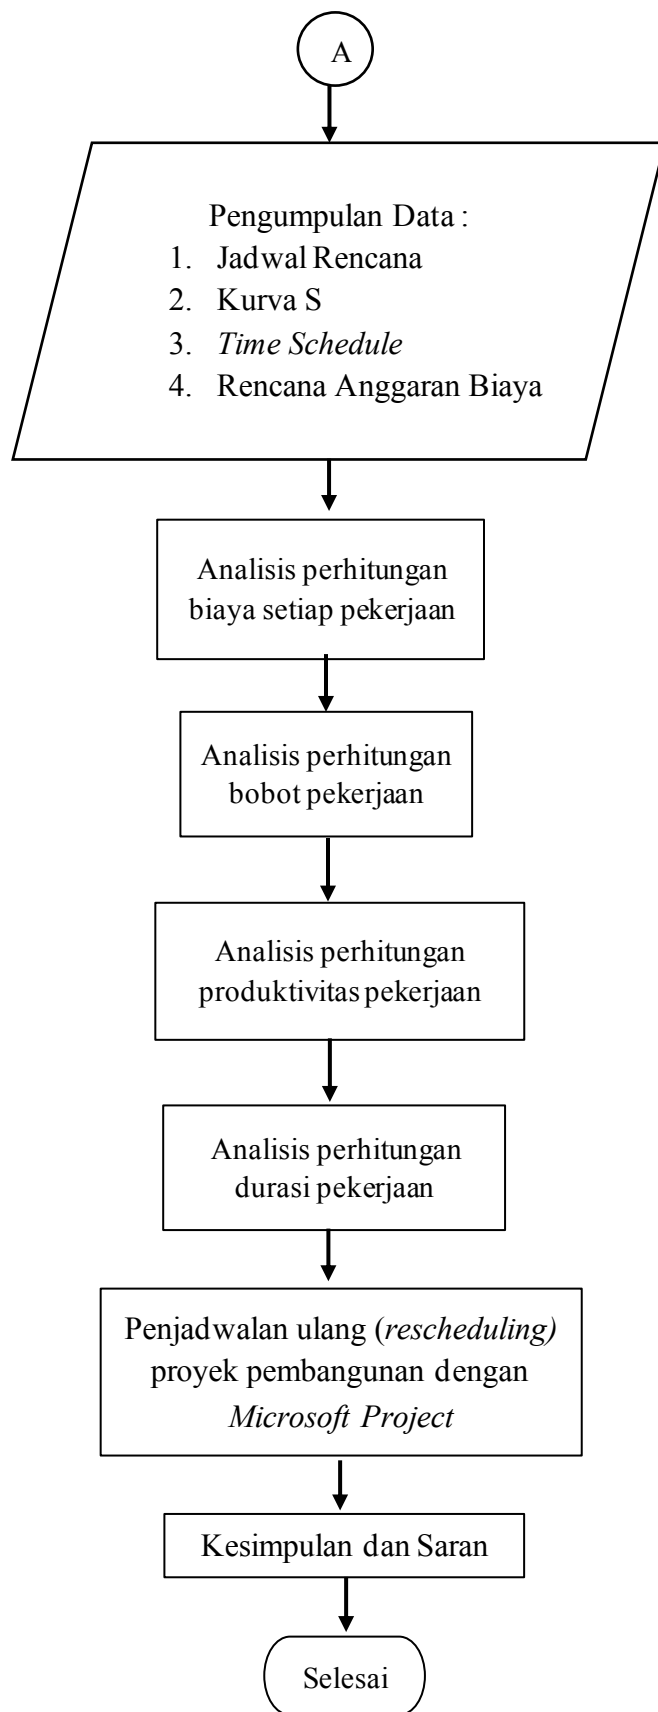 A
Pengumpulan Data :
1. Jadwal Rencana
2. Kurva S
3. Time Schedule
4. Rencana Anggaran Biaya
Analisis perhitungan
biaya setiap pekerjaan
Analisis perhitungan
bobot pekerjaan
Analisis perhitungan
produktivitas pekerjaan
Analisis perhitungan
durasi pekerjaan
Penjadwalan ulang (rescheduling)
proyek pembangunan dengan
Microsoft Project
Kesimpulan dan Saran
Selesai